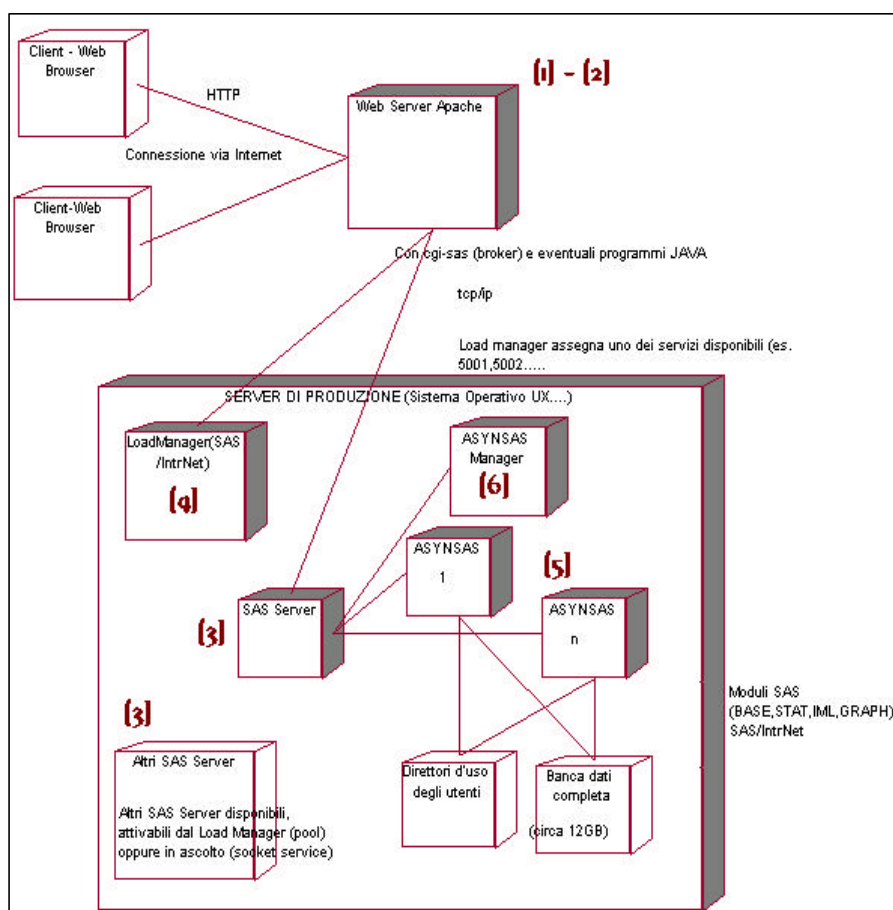 Client - Web
Browser
(1) - (2)
HTTP
Web Server Apache
Connessione via Internet
Client-Web
Browser
Con cgi-sas (broker) e eventuali programmi JAVA
tcp/ip
Load manager assegna uno dei servizi disponibili (es.
5001,5002.....
SERVER DI PRODUZIONE (Sistema Operativo UX....)
LoadManager(SAS
/IntrNet)
(4)
ASYNSAS
Manager
(6)
ASYNSAS
1
(5)
SAS Server
(3)
ASYNSAS
n
Moduli SAS
(BASE,STAT,IML,GRAPH)
SAS/IntrNet
(3)
Altri SAS Server
Altri SAS Server disponibili,
attivabili dal Load Manager (pool)
oppure in ascolto (socket service)
Direttori d'uso
degli utenti
Banca dati
completa
(circa 12GB)